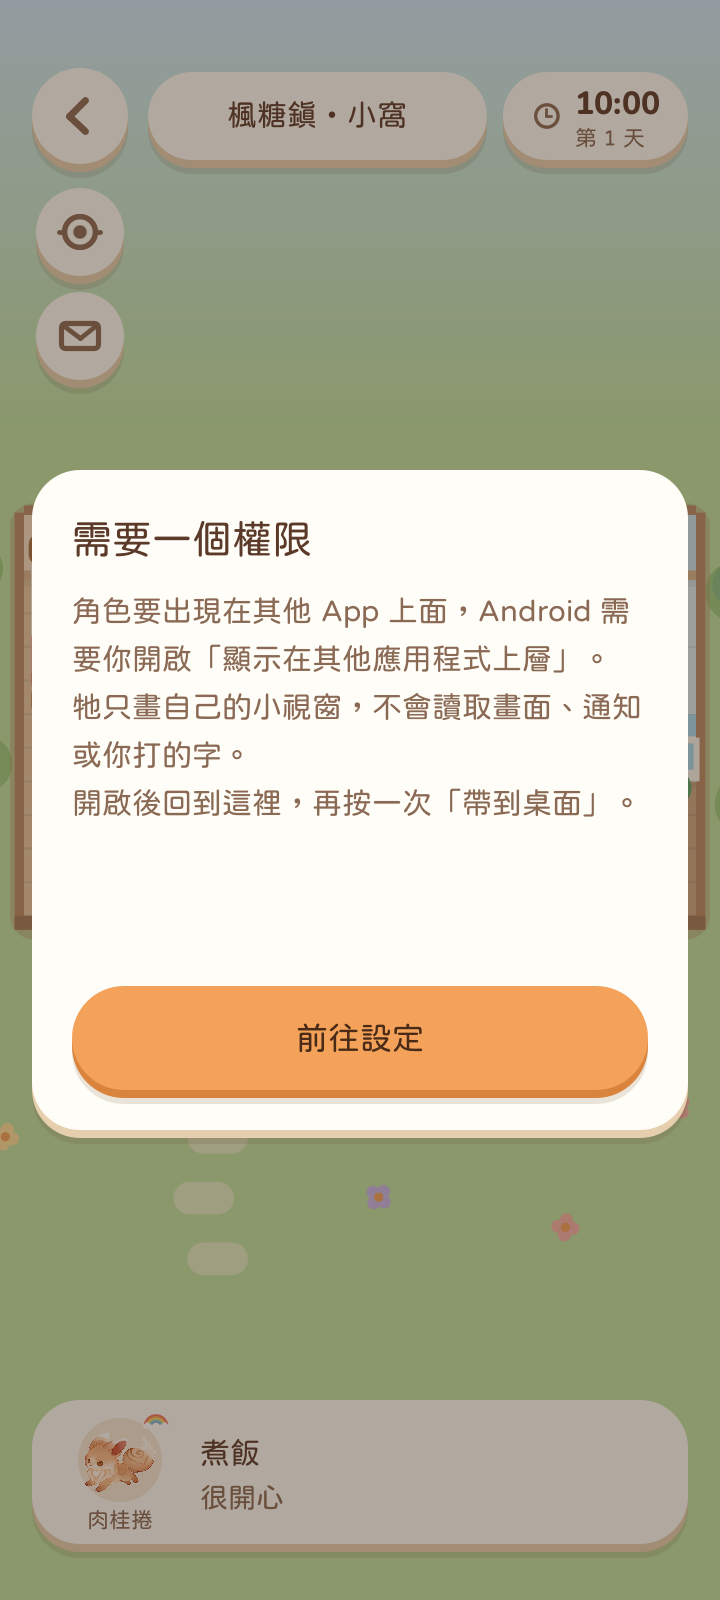 楓糖鎮・小窩
10:00
第 1 天
需要一個權限
角色要出現在其他 App 上面，Android 需
要你開啟「顯示在其他應用程式上層」。
牠只畫自己的小視窗，不會讀取畫面、通知
或你打的字。
開啟後回到這裡，再按一次「帶到桌面」。
前往設定
煮飯
很開心
肉桂捲